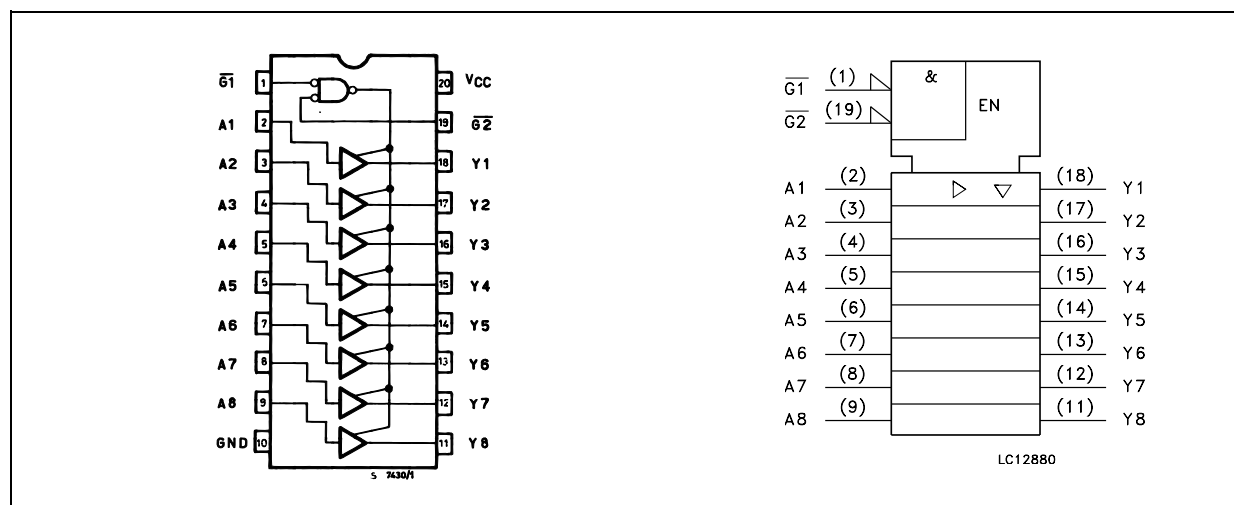 G1 1 20 VCC
A1 2 19 G2
A2 3 18 Y1
A3 4 17 Y2
A4 5 16 Y3
A5 6 15 Y4
A6 7 14 Y5
A7 8 13 Y6
A8 9 12 Y7
GND 10 11 Y8
S 7430/1
G1 (1) & EN
G2 (19)
A1 (2) (18) Y1
A2 (3) (17) Y2
A3 (4) (16) Y3
A4 (5) (15) Y4
A5 (6) (14) Y5
A6 (7) (13) Y6
A7 (8) (12) Y7
A8 (9) (11) Y8
LC12880